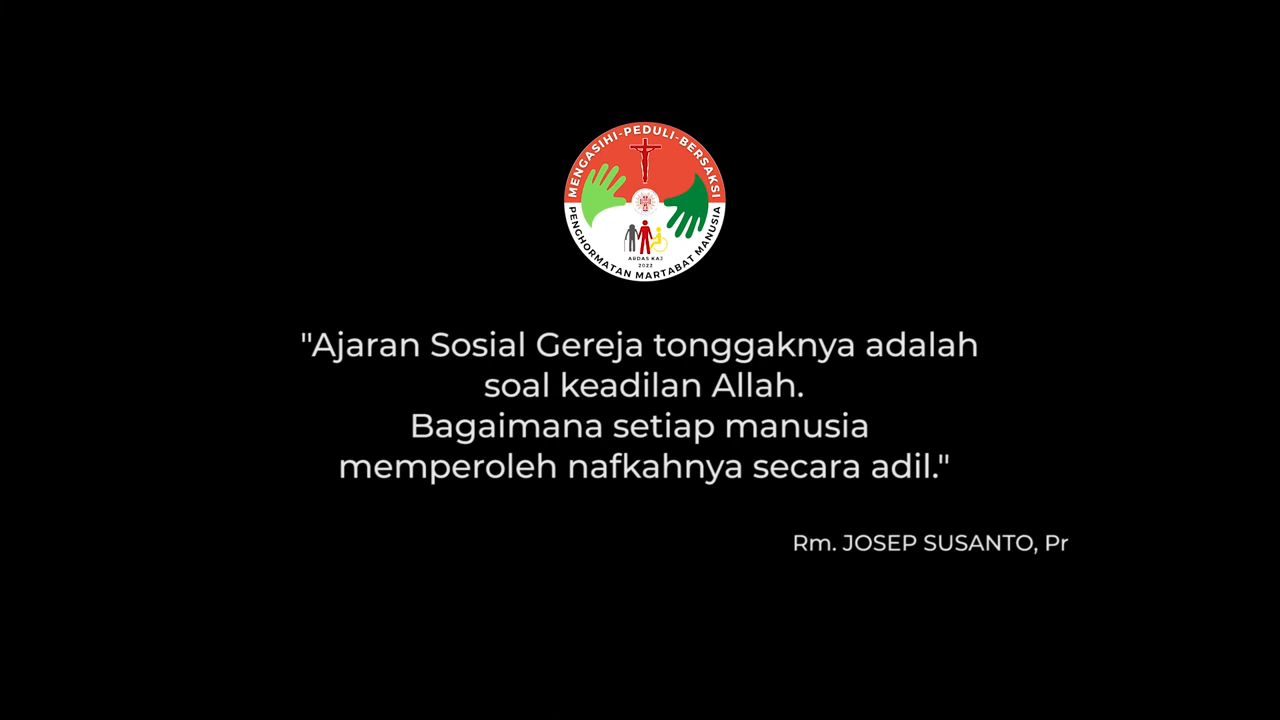 MENGASIHI-PEDULI-BERSAKSI
PENGHORMATAN MARTABAT MANUSIA
ARDAS KAJ
2022
"Ajaran Sosial Gereja tonggaknya adalah
soal keadilan Allah.
Bagaimana setiap manusia
memperoleh nafkahnya secara adil."
Rm. JOSEP SUSANTO, Pr